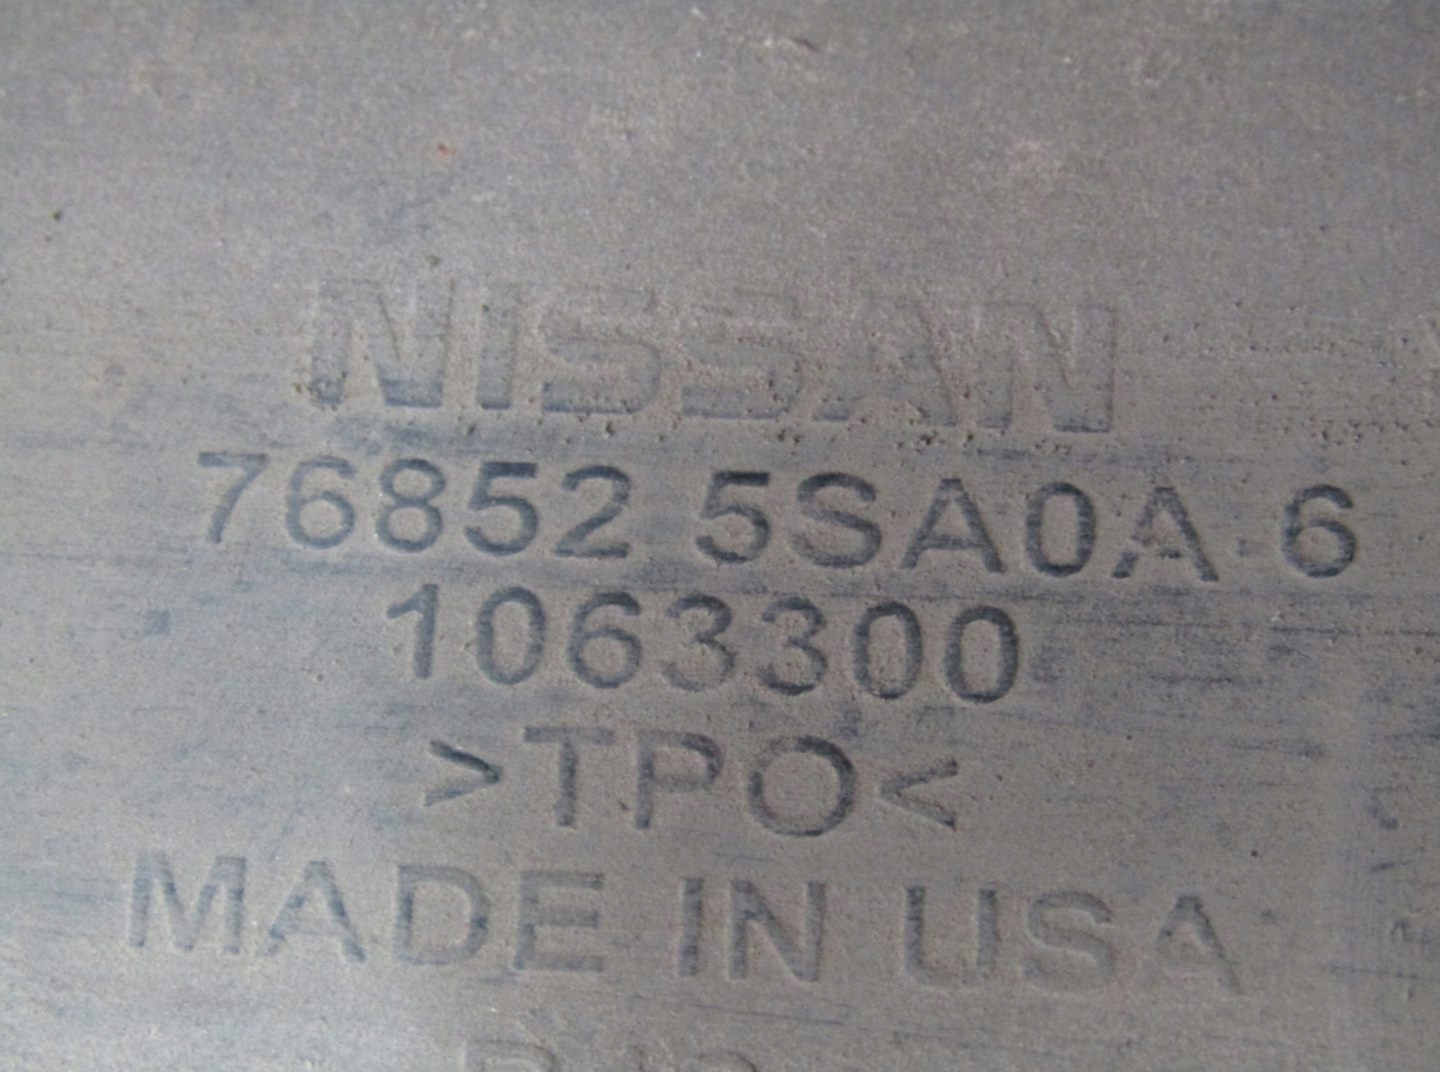 NISSAN
76852 5SA0A-6
1063300
>TPO<
MADE IN USA